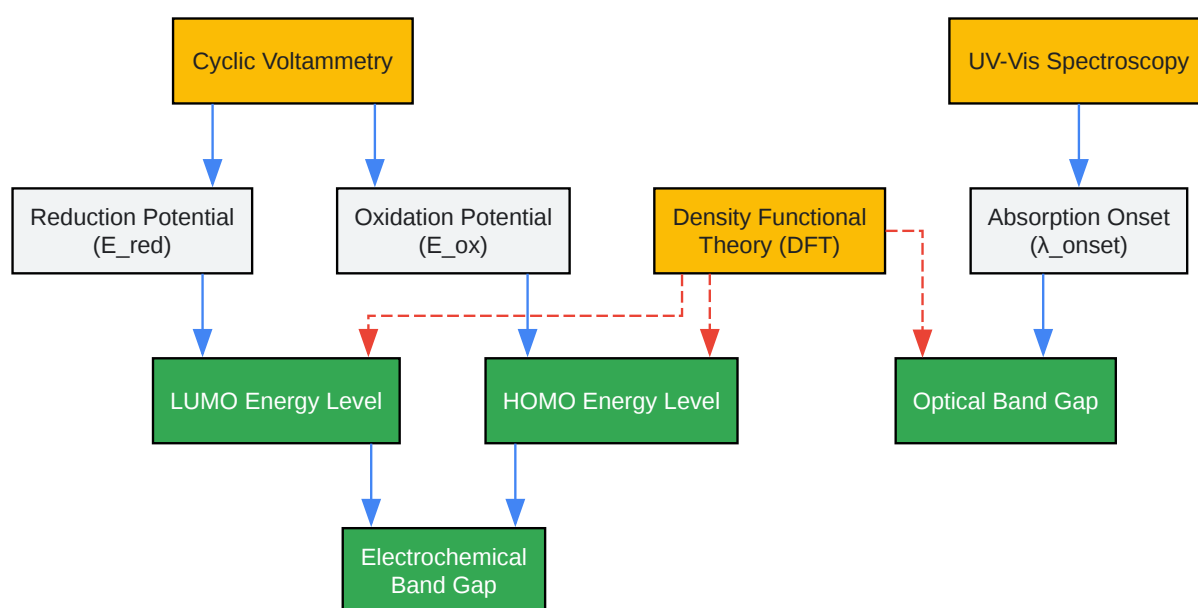 Cyclic Voltammetry
UV-Vis Spectroscopy
Reduction Potential
(E_red)
Oxidation Potential
(E_ox)
Density Functional
Theory (DFT)
Absorption Onset
(λ_onset)
LUMO Energy Level
HOMO Energy Level
Optical Band Gap
Electrochemical
Band Gap